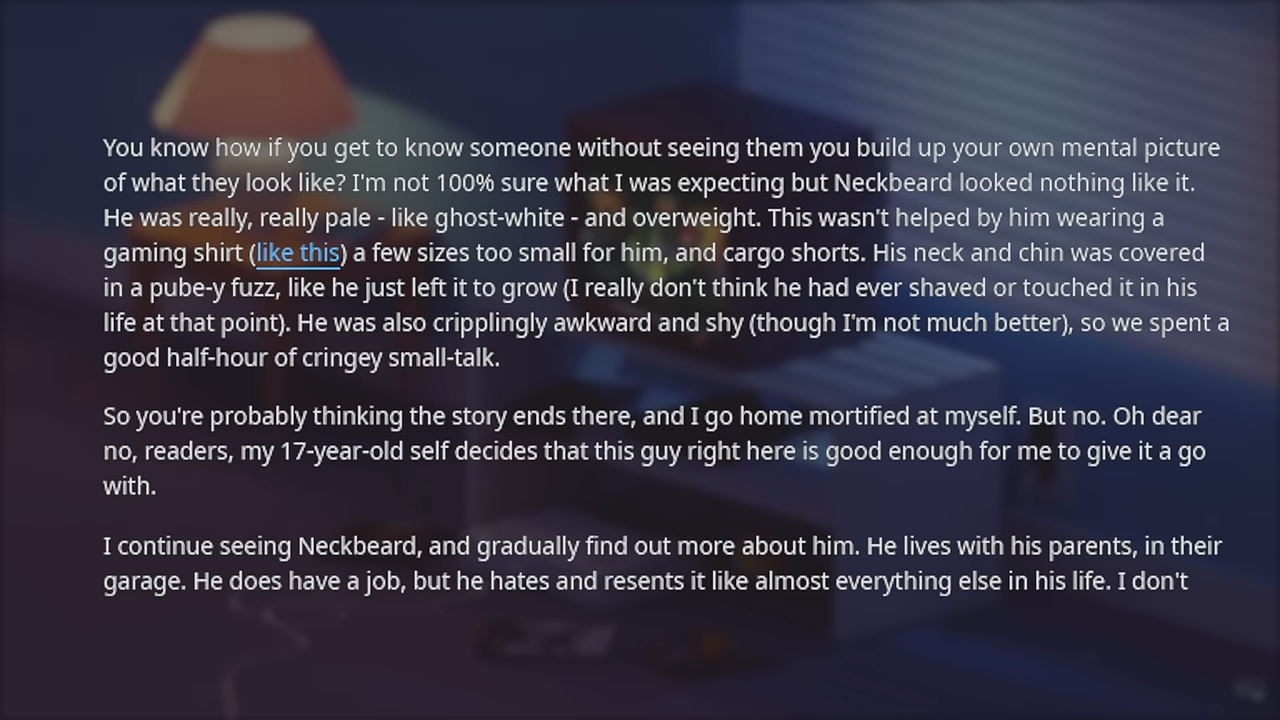 You know how if you get to know someone without seeing them you build up your own mental picture
of what they look like? I'm not 100% sure what I was expecting but Neckbeard looked nothing like it.
He was really, really pale - like ghost-white - and overweight. This wasn't helped by him wearing a
gaming shirt (like this) a few sizes too small for him, and cargo shorts. His neck and chin was covered
in a pube-y fuzz, like he just left it to grow (I really don't think he had ever shaved or touched it in his
life at that point). He was also cripplingly awkward and shy (though I'm not much better), so we spent a
good half-hour of cringey small-talk.
So you're probably thinking the story ends there, and I go home mortified at myself. But no. Oh dear
no, readers, my 17-year-old self decides that this guy right here is good enough for me to give it a go
with.
I continue seeing Neckbeard, and gradually find out more about him. He lives with his parents, in their
garage. He does have a job, but he hates and resents it like almost everything else in his life. I don't